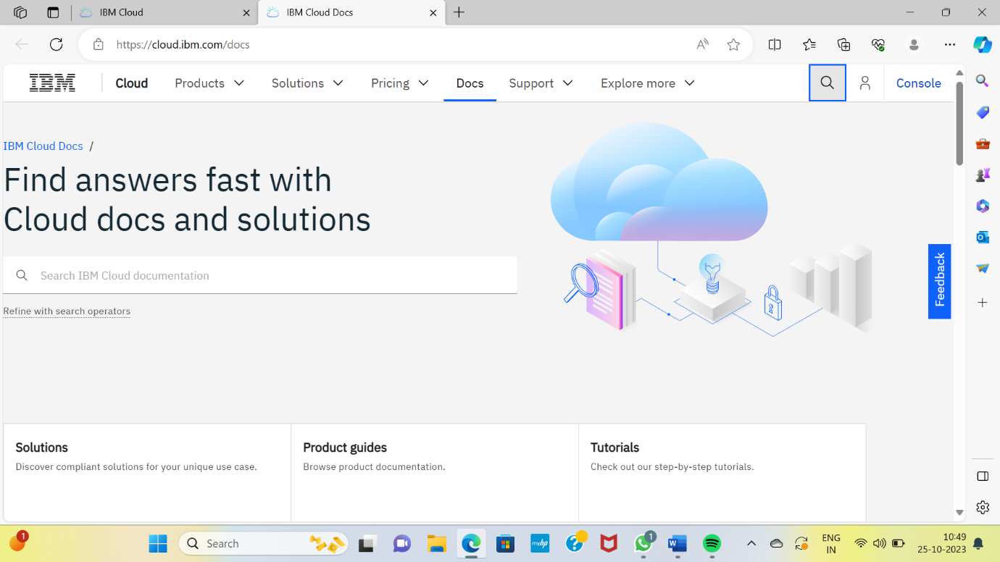 IBM Cloud
IBM Cloud Docs
https://cloud.ibm.com/docs
IBM Cloud Products Solutions Pricing Docs Support Explore more Console
IBM Cloud Docs /
Find answers fast with
Cloud docs and solutions
Search IBM Cloud documentation
Refine with search operators
Feedback
Solutions
Discover compliant solutions for your unique use case.
Product guides
Browse product documentation.
Tutorials
Check out our step-by-step tutorials.
1
Search
myhp
1
ENG
IN
10:49
25-10-2023